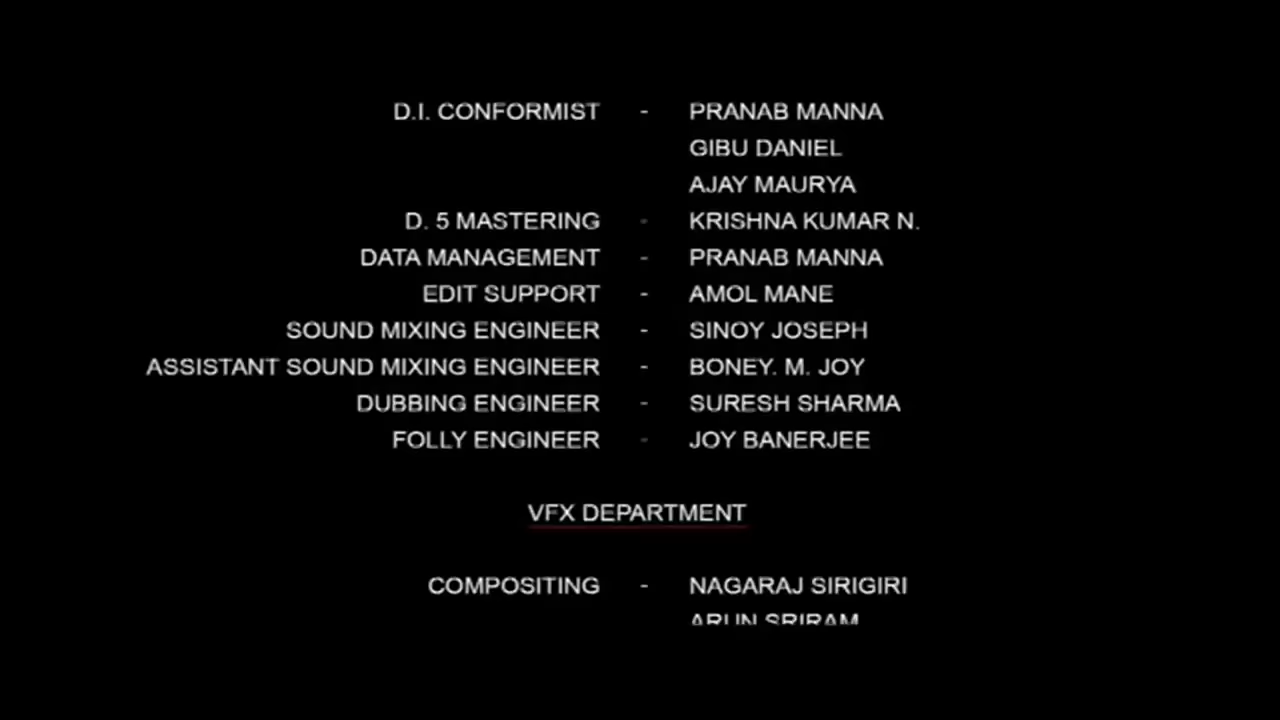 D.I. CONFORMIST - PRANAB MANNA
GIBU DANIEL
AJAY MAURYA
D. 5 MASTERING - KRISHNA KUMAR N.
DATA MANAGEMENT - PRANAB MANNA
EDIT SUPPORT - AMOL MANE
SOUND MIXING ENGINEER - SINOY JOSEPH
ASSISTANT SOUND MIXING ENGINEER - BONEY. M. JOY
DUBBING ENGINEER - SURESH SHARMA
FOLLY ENGINEER - JOY BANERJEE
VFX DEPARTMENT
COMPOSITING - NAGARAJ SIRIGIRI
ARUN SRIRAM